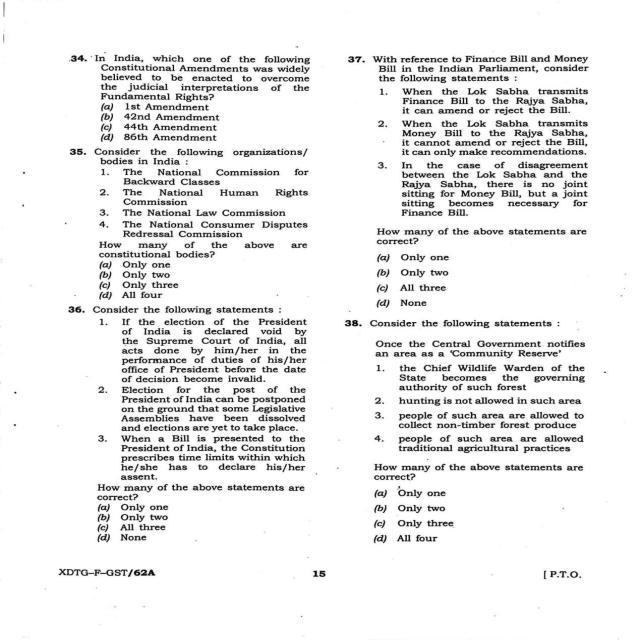 34. In India, which one of the following
Constitutional Amendments was widely
believed to be enacted to overcome
the judicial interpretations of the
Fundamental Rights?
(a) 1st Amendment
(b) 42nd Amendment
(c) 44th Amendment
(d) 86th Amendment
35. Consider the following organizations/
bodies in India :
1. The National Commission for
Backward Classes
2. The National Human Rights
Commission
3. The National Law Commission
4. The National Consumer Disputes
Redressal Commission
How many of the above are
constitutional bodies?
(a) Only one
(b) Only two
(c) Only three
(d) All four
36. Consider the following statements :
1. If the election of the President
of India is declared void by
the Supreme Court of India, all
acts done by him/her in the
performance of duties of his/her
office of President before the date
of decision become invalid.
2. Election for the post of the
President of India can be postponed
on the ground that some Legislative
Assemblies have been dissolved
and elections are yet to take place.
3. When a Bill is presented to the
President of India, the Constitution
prescribes time limits within which
he/she has to declare his/her
assent.
How many of the above statements are
correct?
(a) Only one
(b) Only two
(c) All three
(d) None
37. With reference to Finance Bill and Money
Bill in the Indian Parliament, consider
the following statements :
1. When the Lok Sabha transmits
Finance Bill to the Rajya Sabha,
it can amend or reject the Bill.
2. When the Lok Sabha transmits
Money Bill to the Rajya Sabha,
it cannot amend or reject the Bill,
it can only make recommendations.
3. In the case of disagreement
between the Lok Sabha and the
Rajya Sabha, there is no joint
sitting for Money Bill, but a joint
sitting becomes necessary for
Finance Bill.
How many of the above statements are
correct?
(a) Only one
(b) Only two
(c) All three
(d) None
38. Consider the following statements :
Once the Central Government notifies
an area as a 'Community Reserve'
1. the Chief Wildlife Warden of the
State becomes the governing
authority of such forest
2. hunting is not allowed in such area
3. people of such area are allowed to
collect non-timber forest produce
4. people of such area are allowed
traditional agricultural practices
How many of the above statements are
correct?
(a) Only one
(b) Only two
(c) Only three
(d) All four
XDTG-F-GST/62A
15
[ P.T.O.